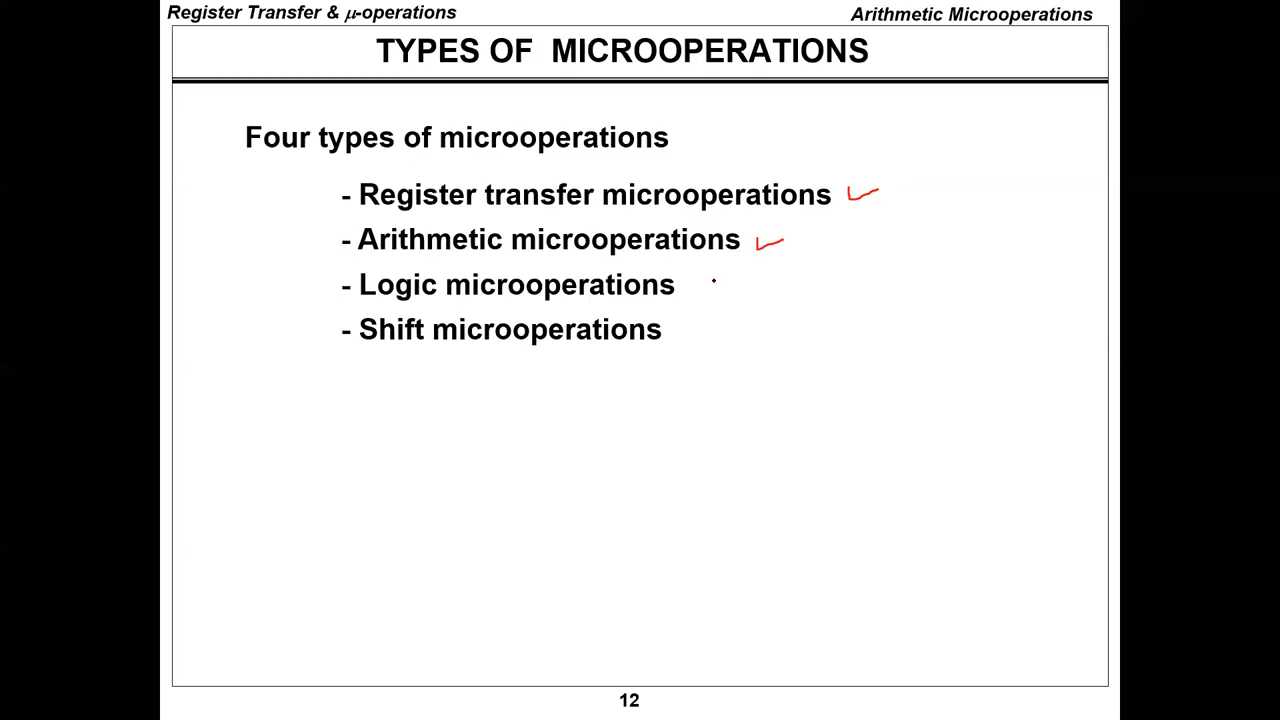 Register Transfer & μ-operations
Arithmetic Microoperations
TYPES OF MICROOPERATIONS
Four types of microoperations
- Register transfer microoperations
- Arithmetic microoperations
- Logic microoperations
- Shift microoperations
12